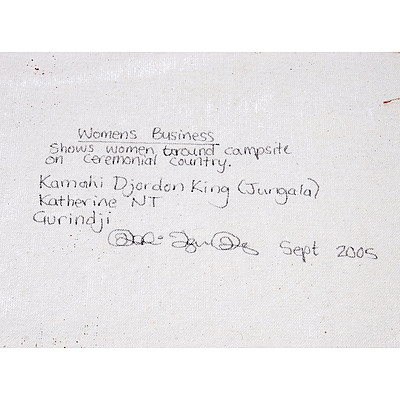 Womens Business
Shows women around campsite
on Ceremonial Country.
Kamahi Djordon King (Jungala)
Katherine NT
Gurindji
Sept 2005